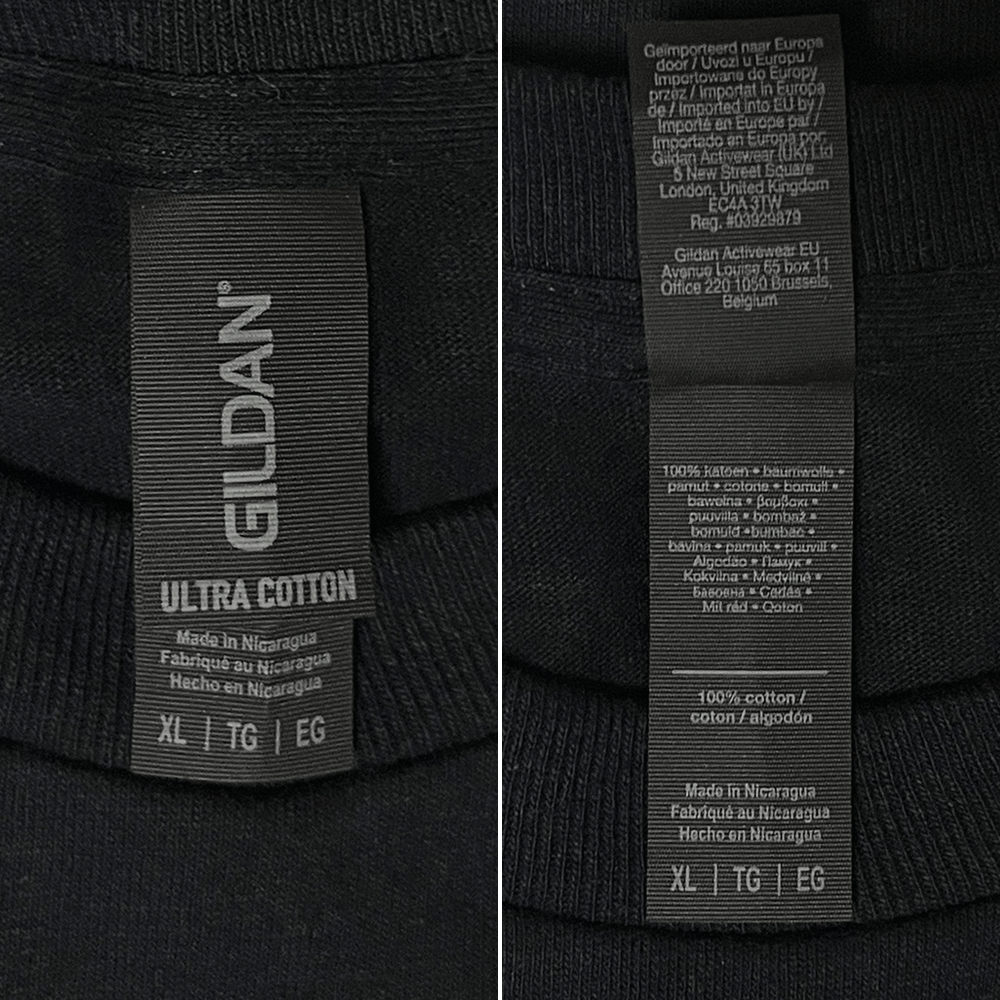 GILDAN®
ULTRA COTTON
Made in Nicaragua
Fabriqué au Nicaragua
Hecho en Nicaragua
XL | TG | EG
Geïmporteerd naar Europa
door / Uvozi u Europu /
Importowane do Europy
przez / Importat in Europa
de / Imported into EU by /
Importé en Europe par /
Importado en Europa por:
Gildan Activewear (UK) Ltd
5 New Street Square
London, United Kingdom
EC4A 3TW
Reg. #03929879
Gildan Activewear EU
Avenue Louise 65 box 11
Office 220 1050 Brussels,
Belgium
100% katoen • baumwolle •
pamut • cotone • bomull •
bawełna • βαμβάκι •
puuvilla • bombaž •
bomuld • bumbac •
bavlna • pamuk • puuvill •
Algodão • Памук •
Kokvilna • Medvilnė •
бавовна • Cadás •
Mit réd • Qoton
100% cotton /
coton / algodón
Made in Nicaragua
Fabriqué au Nicaragua
Hecho en Nicaragua
XL | TG | EG